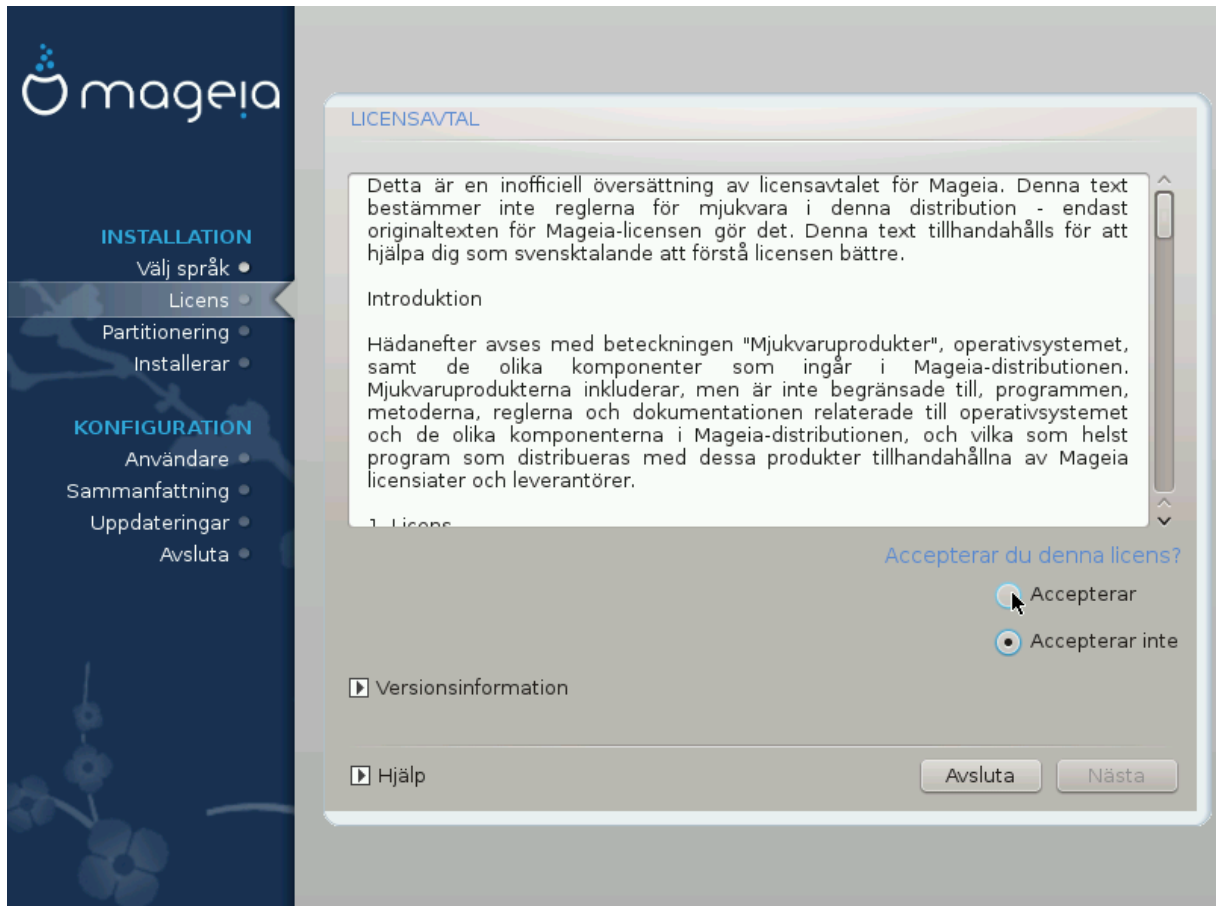 mageia
INSTALLATION
Välj språk
Licens
Partitionering
Installerar
KONFIGURATION
Användare
Sammanfattning
Uppdateringar
Avsluta
LICENSAVTAL
Detta är en inofficiell översättning av licensavtalet för Mageia. Denna text
bestämmer inte reglerna för mjukvara i denna distribution - endast
originaltexten för Mageia-licensen gör det. Denna text tillhandahålls för att
hjälpa dig som svensktalande att förstå licensen bättre.
Introduktion
Hädanefter avses med beteckningen "Mjukvaruprodukter", operativsystemet,
samt de olika komponenter som ingår i Mageia-distributionen.
Mjukvaruprodukterna inkluderar, men är inte begränsade till, programmen,
metoderna, reglerna och dokumentationen relaterade till operativsystemet
och de olika komponenterna i Mageia-distributionen, och vilka som helst
program som distribueras med dessa produkter tillhandahållna av Mageia
licensiater och leverantörer.
1. Licens
Accepterar du denna licens?
Accepterar
Accepterar inte
Versionsinformation
Hjälp
Avsluta
Nästa